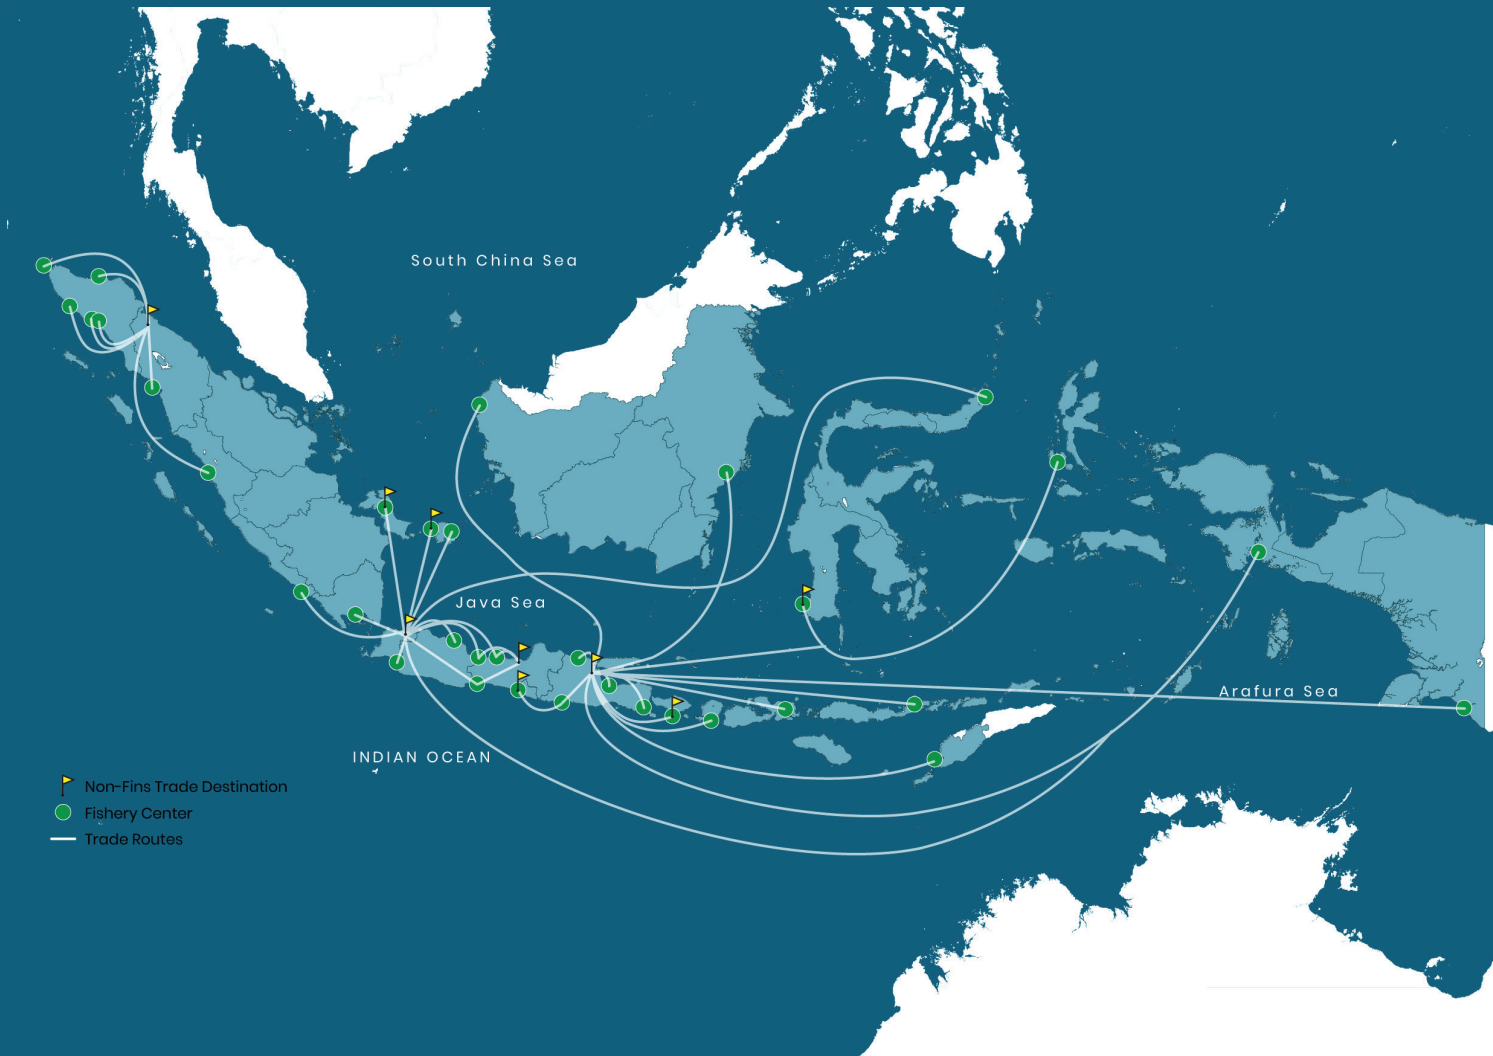 South China Sea
Java Sea
Arafura Sea
INDIAN OCEAN
Non-Fins Trade Destination
Fishery Center
Trade Routes